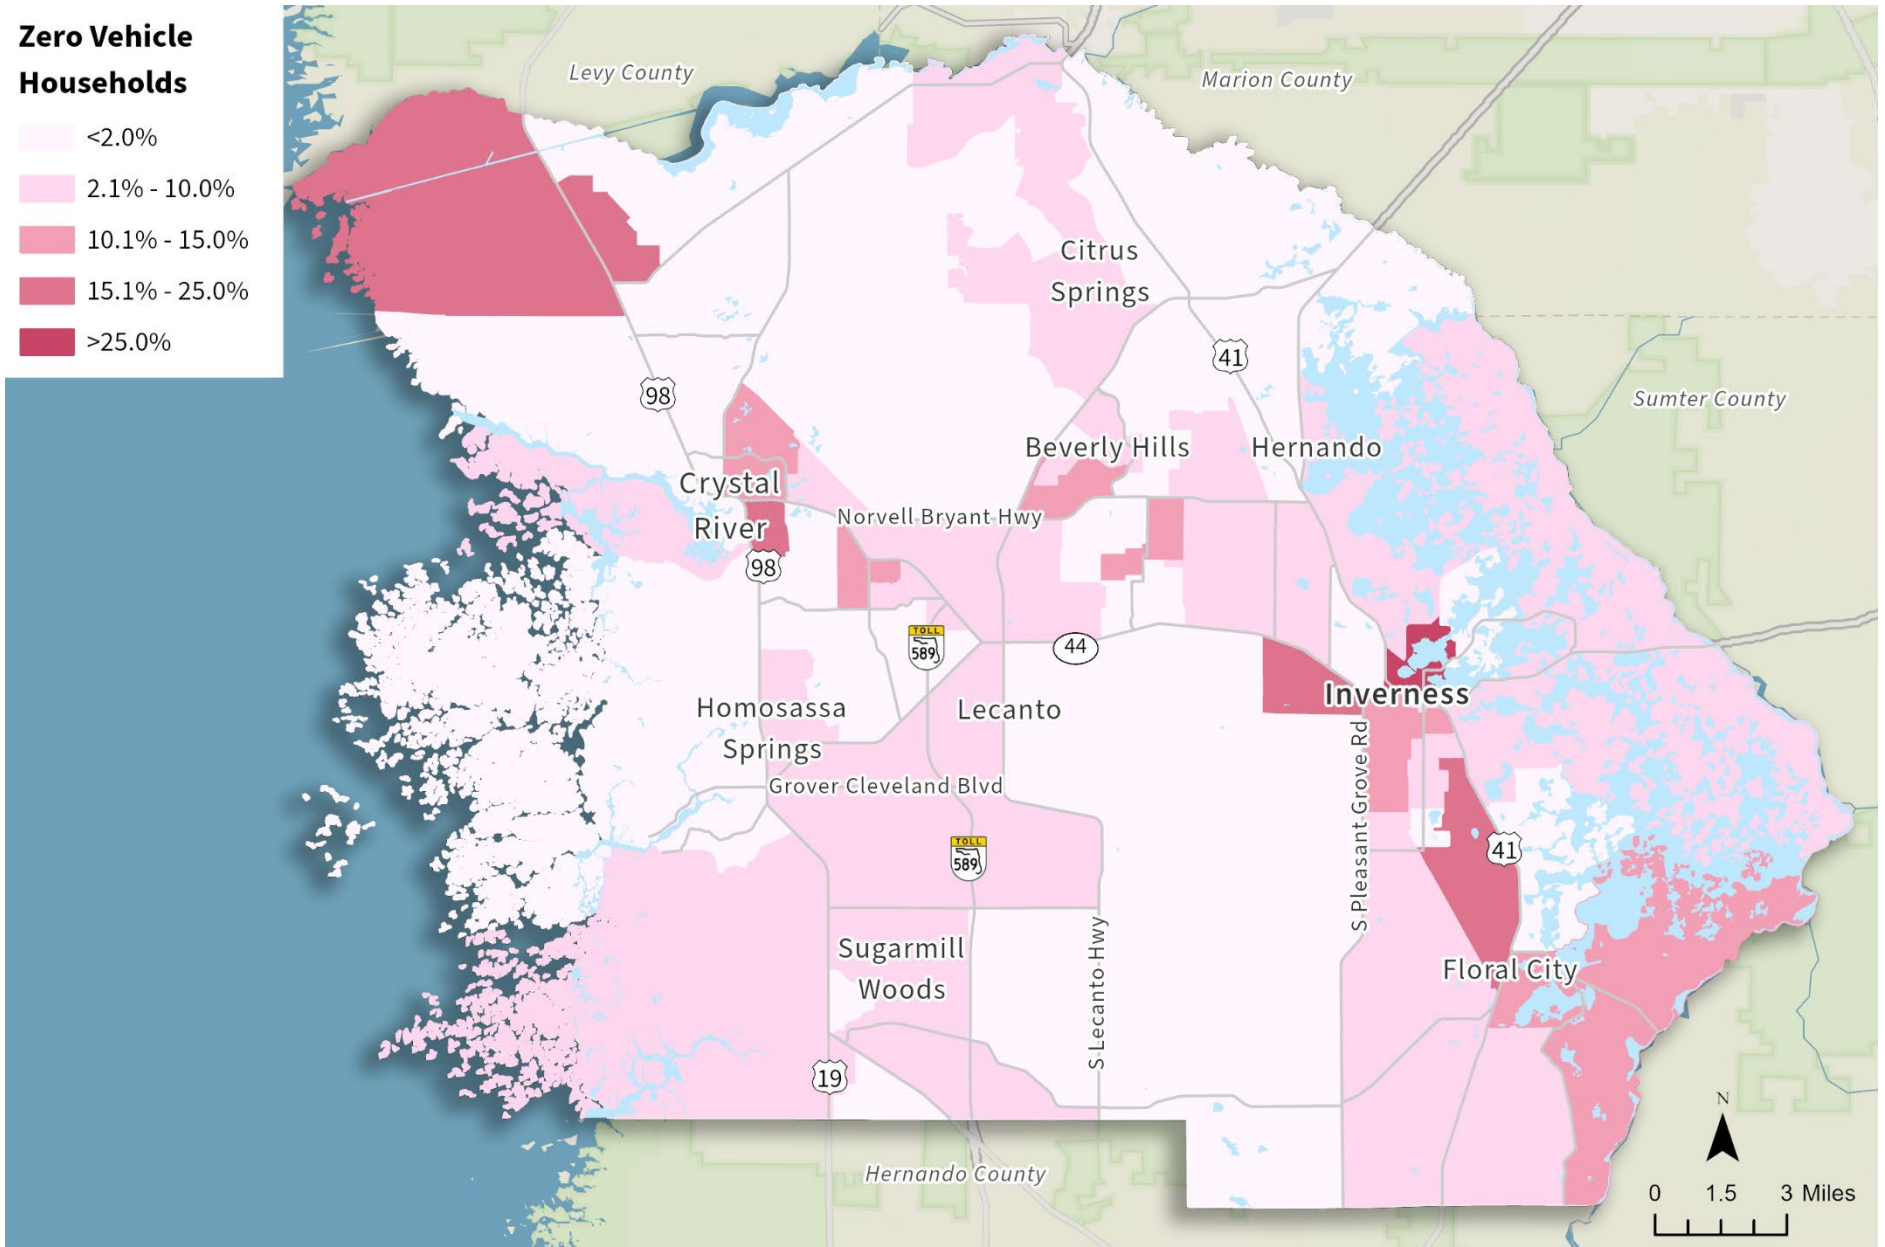 Zero Vehicle
Households
<2.0%
2.1% - 10.0%
10.1% - 15.0%
15.1% - 25.0%
>25.0%
Levy County
Marion County
Citrus
Springs
41
98
Sumter County
Beverly Hills
Hernando
Crystal
River
Norvell Bryant Hwy
98
TOLL
589
44
Inverness
Homosassa
Springs
Lecanto
S Pleasant Grove Rd
Grover Cleveland Blvd
TOLL
589
41
Sugarmill
Woods
S Lecanto Hwy
Floral City
19
Hernando County
N
0 1.5 3 Miles